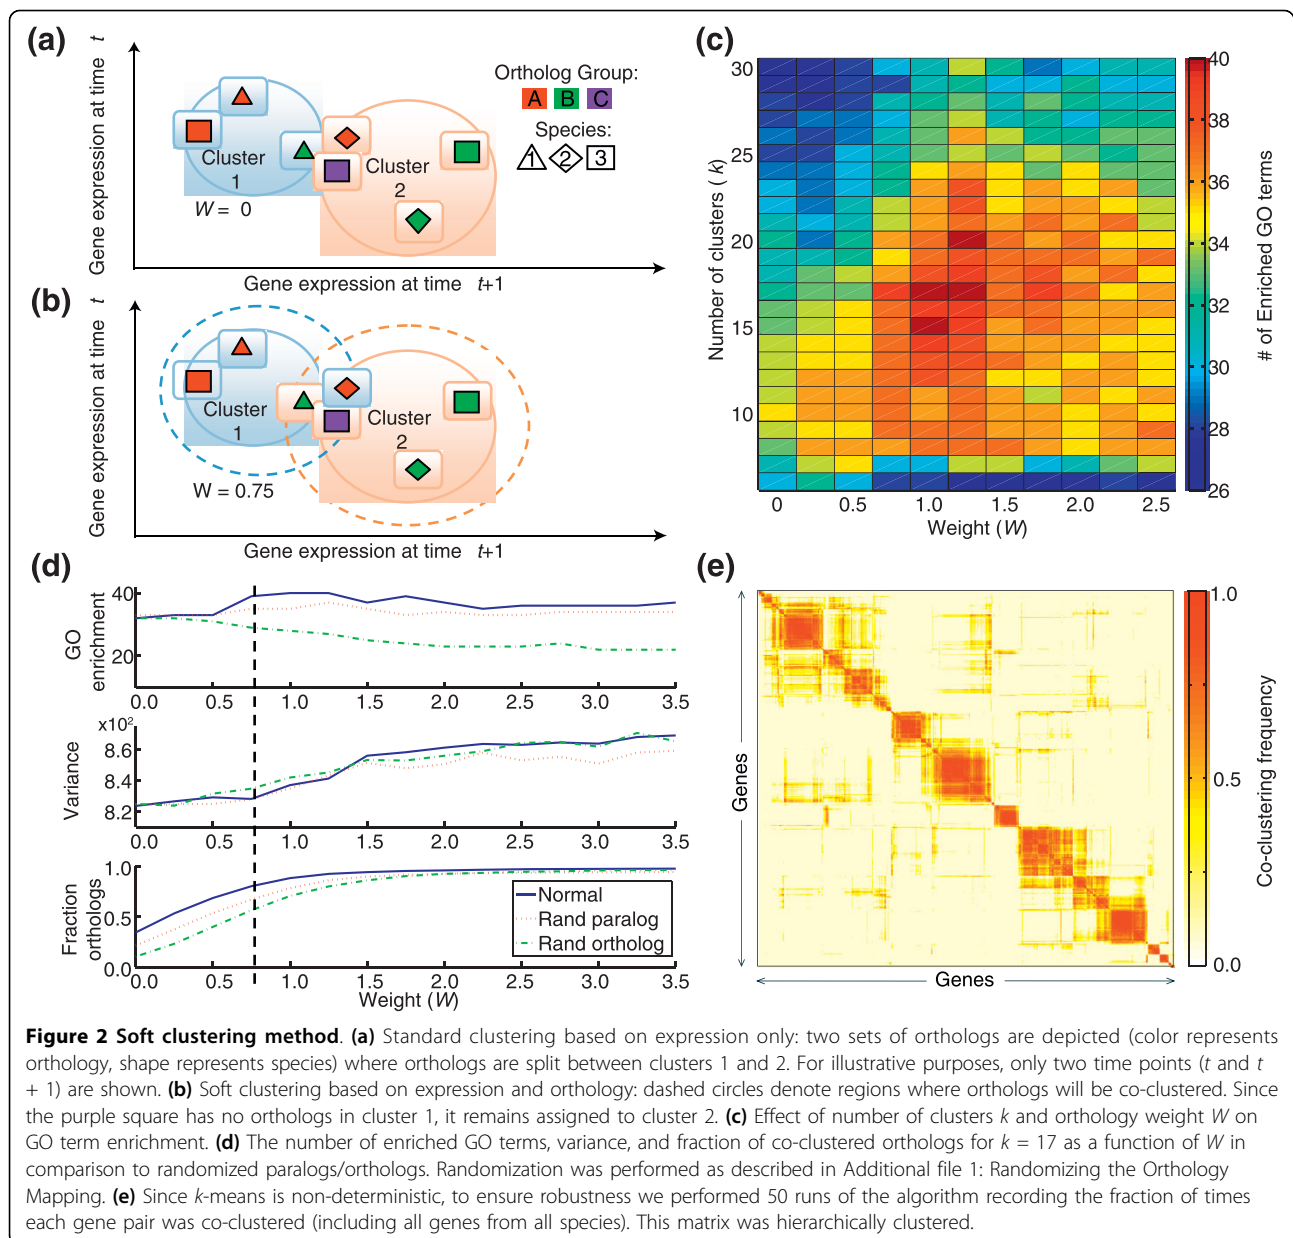 (a)
Gene expression at time t
Ortholog Group:
A B C
Species:
1 2 3
Cluster
1
Cluster
2
W = 0
Gene expression at time t+1
(b)
Gene expression at time t
Cluster
1
Cluster
2
W = 0.75
Gene expression at time t+1
(c)
Number of clusters (k)
30
25
20
15
10
0 0.5 1.0 1.5 2.0 2.5
Weight (W)
40
38
36
34
32
30
28
26
# of Enriched GO terms
(d)
GO
enrichment
40
20
0.0 0.5 1.0 1.5 2.0 2.5 3.0 3.5
x10²
Variance
8.6
8.4
8.2
0.0 0.5 1.0 1.5 2.0 2.5 3.0 3.5
Fraction
orthologs
1.0
0.5
0.0
Normal
Rand paralog
Rand ortholog
0.0 0.5 1.0 1.5 2.0 2.5 3.0 3.5
Weight (W)
(e)
Genes
Genes
1.0
0.5
0.0
Co-clustering frequency
Figure 2 Soft clustering method. (a) Standard clustering based on expression only: two sets of orthologs are depicted (color represents
orthology, shape represents species) where orthologs are split between clusters 1 and 2. For illustrative purposes, only two time points (t and t
+ 1) are shown. (b) Soft clustering based on expression and orthology: dashed circles denote regions where orthologs will be co-clustered. Since
the purple square has no orthologs in cluster 1, it remains assigned to cluster 2. (c) Effect of number of clusters k and orthology weight W on
GO term enrichment. (d) The number of enriched GO terms, variance, and fraction of co-clustered orthologs for k = 17 as a function of W in
comparison to randomized paralogs/orthologs. Randomization was performed as described in Additional file 1: Randomizing the Orthology
Mapping. (e) Since k-means is non-deterministic, to ensure robustness we performed 50 runs of the algorithm recording the fraction of times
each gene pair was co-clustered (including all genes from all species). This matrix was hierarchically clustered.